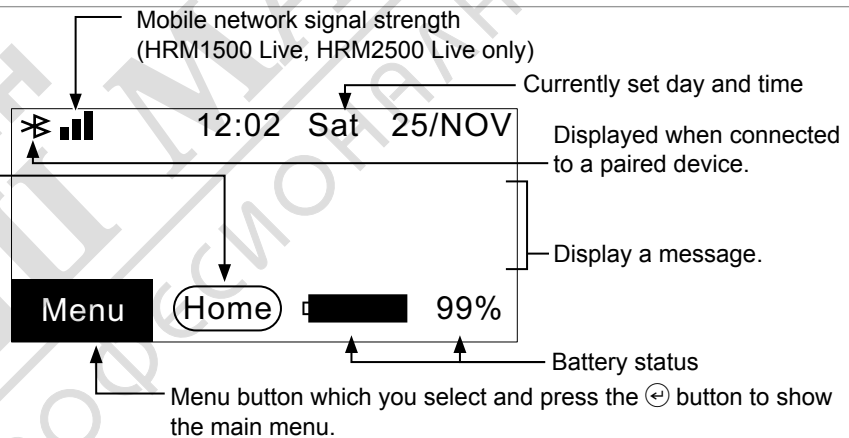 Mobile network signal strength
(HRM1500 Live, HRM2500 Live only)
Currently set day and time
12:02 Sat 25/NOV
Displayed when connected
to a paired device.
Display a message.
Menu Home 99%
Battery status
Menu button which you select and press the button to show
the main menu.